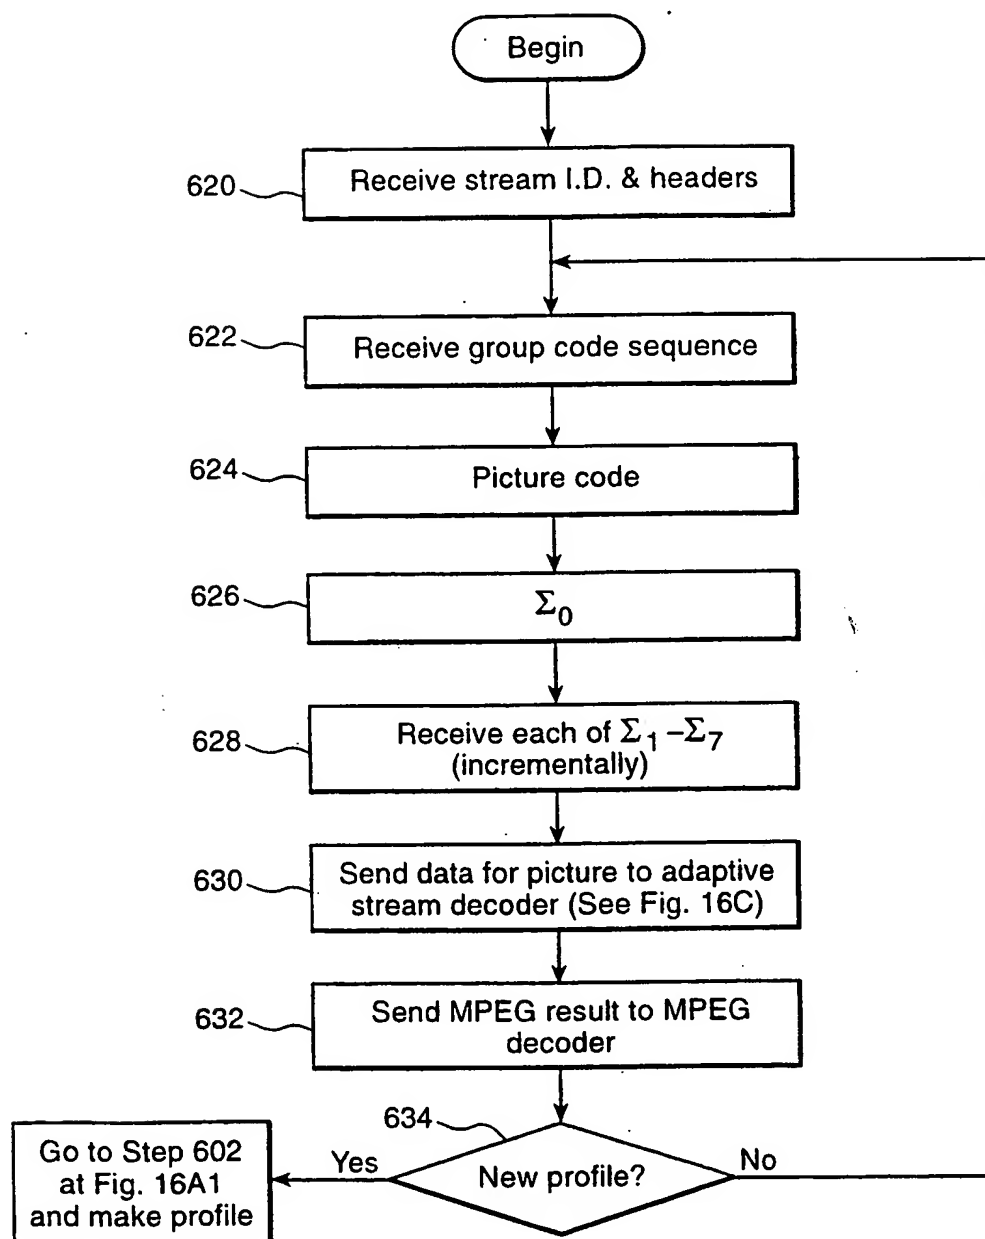 Begin
620
Receive stream I.D. & headers
622
Receive group code sequence
624
Picture code
626
Σ0
628
Receive each of Σ1 – Σ7
(incrementally)
630
Send data for picture to adaptive
stream decoder (See Fig. 16C)
632
Send MPEG result to MPEG
decoder
634
New profile?
Yes
No
Go to Step 602
at Fig. 16A1
and make profile